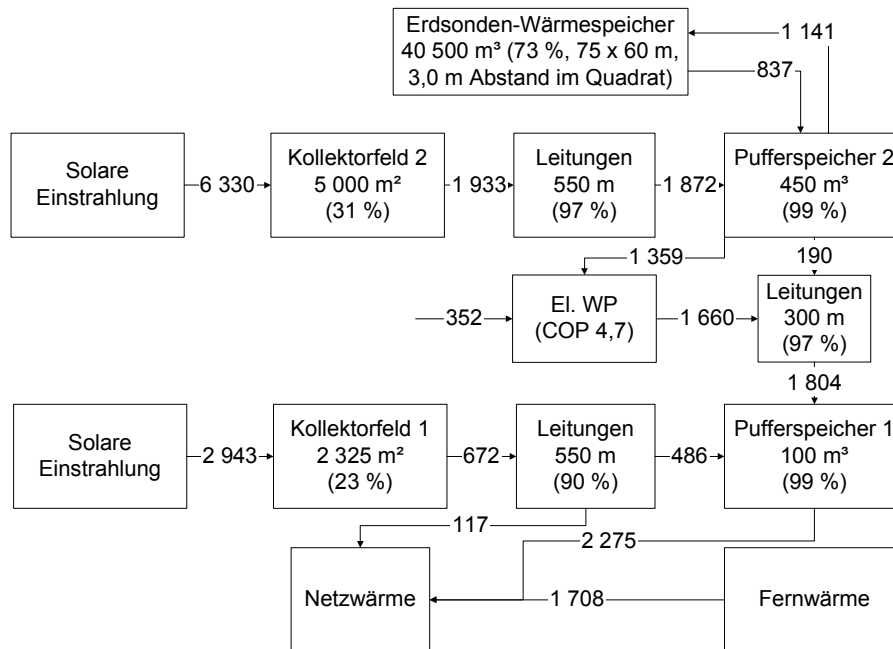 Erdsonden-Wärmespeicher
40 500 m³ (73 %, 75 x 60 m,
3,0 m Abstand im Quadrat)
1 141
837
Solare
Einstrahlung
6 330
Kollektorfeld 2
5 000 m²
(31 %)
1 933
Leitungen
550 m
(97 %)
1 872
Pufferspeicher 2
450 m³
(99 %)
1 359
190
352
El. WP
(COP 4,7)
1 660
Leitungen
300 m
(97 %)
1 804
Solare
Einstrahlung
2 943
Kollektorfeld 1
2 325 m²
(23 %)
672
Leitungen
550 m
(90 %)
486
Pufferspeicher 1
100 m³
(99 %)
117
2 275
Netzwärme
1 708
Fernwärme